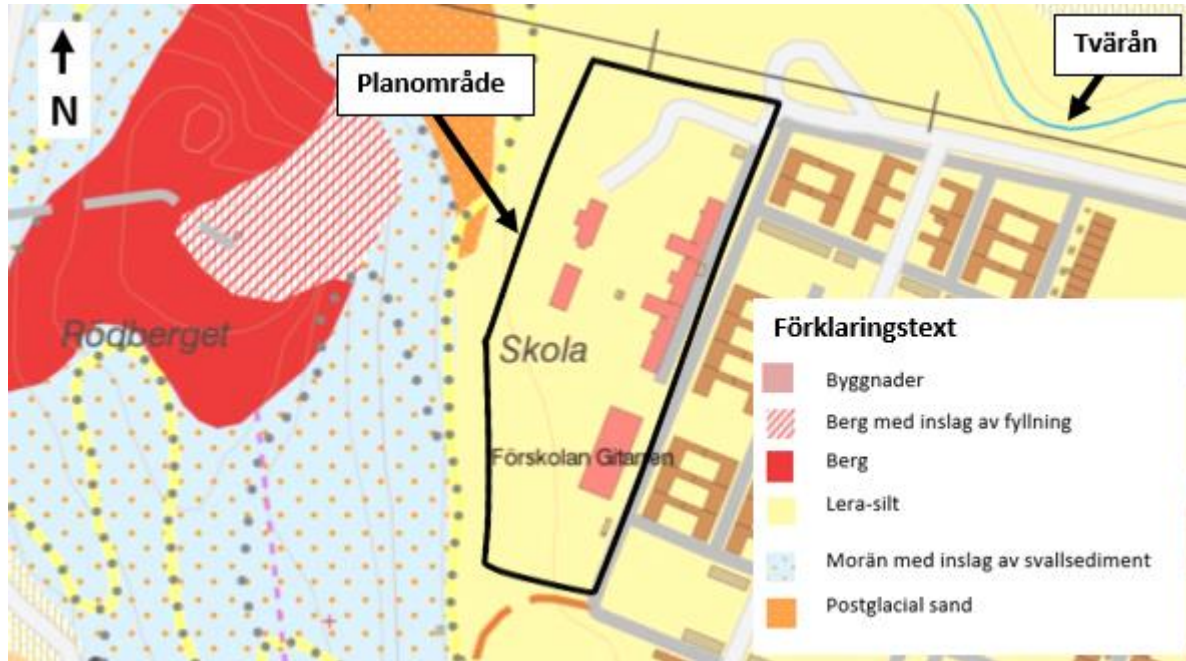 N
Planområde
Tvärån
Rödberget
Skola
Förskolan Gitarren
Förklaringstext
Byggnader
Berg med inslag av fyllning
Berg
Lera-silt
Morän med inslag av svallsediment
Postglacial sand